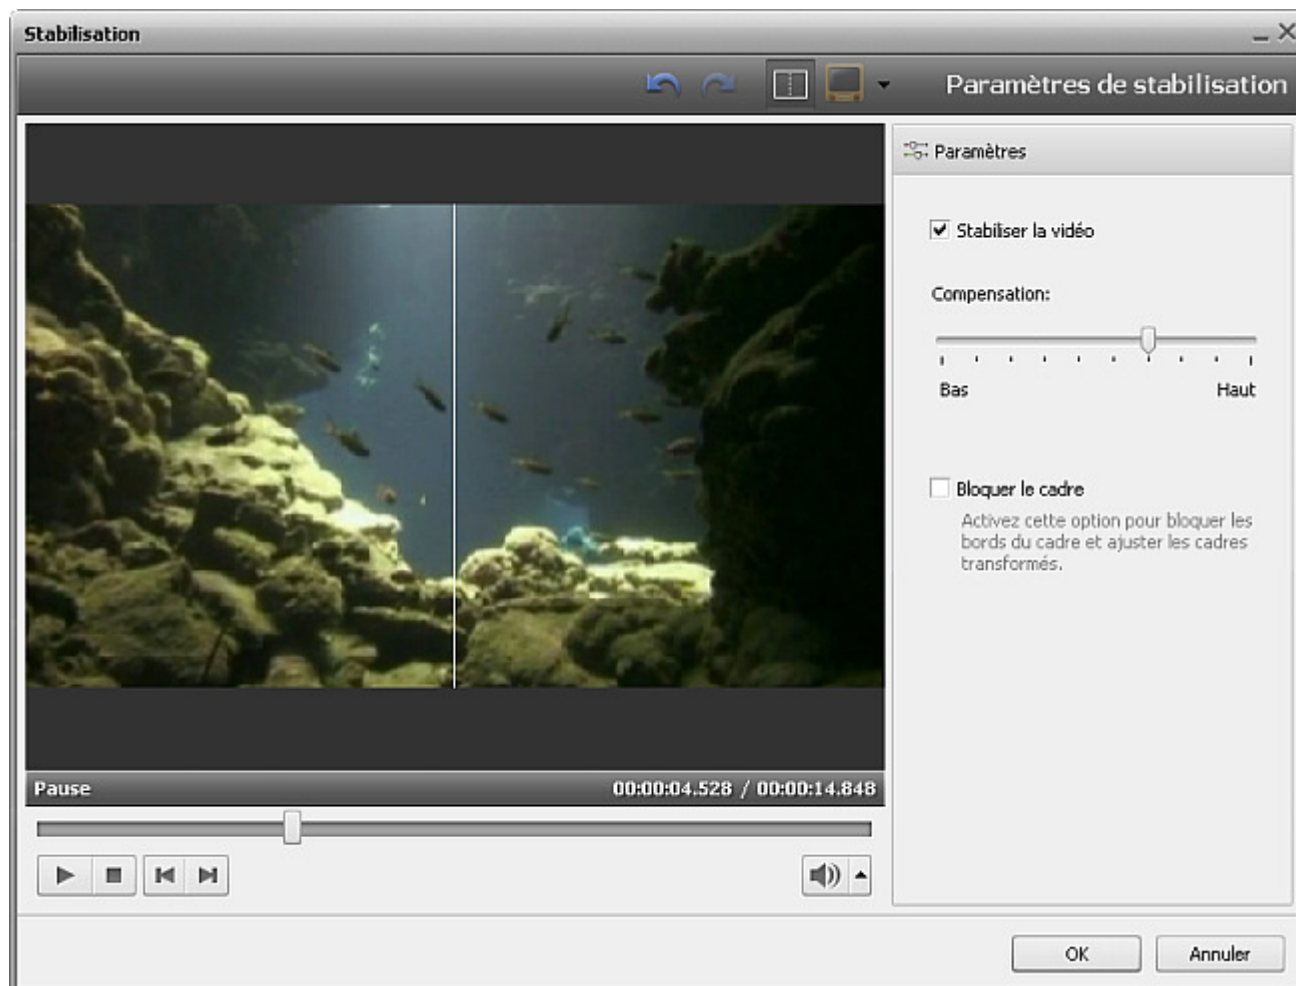 Stabilisation
Paramètres de stabilisation
Paramètres
Stabiliser la vidéo
Compensation:
Bas Haut
Bloquer le cadre
Activez cette option pour bloquer les
bords du cadre et ajuster les cadres
transformés.
Pause 00:00:04.528 / 00:00:14.848
OK Annuler